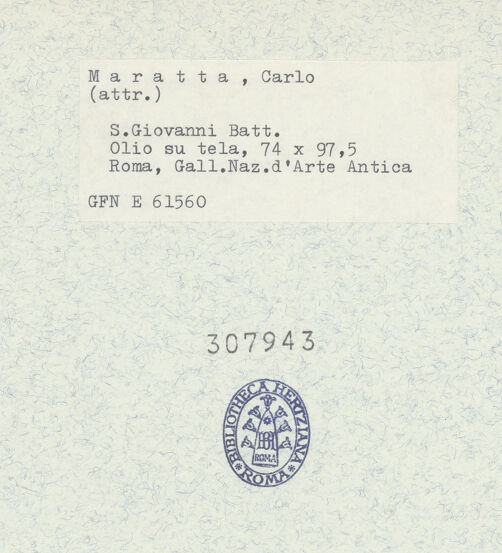 M a r a t t a , Carlo
(attr.)
S.Giovanni Batt.
Olio su tela, 74 x 97,5
Roma, Gall.Naz.d'Arte Antica
GFN E 61560
307943
BIBLIOTHECA HERTZIANA
ROMA
* ROMA *